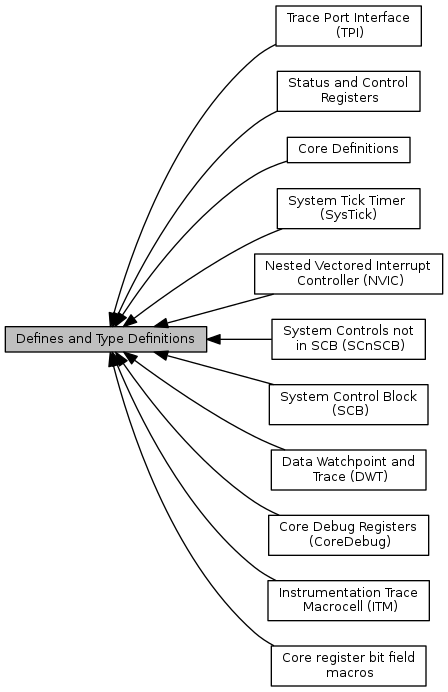 Trace Port Interface
(TPI)
Status and Control
Registers
Core Definitions
System Tick Timer
(SysTick)
Nested Vectored Interrupt
Controller (NVIC)
Defines and Type Definitions
System Controls not
in SCB (SCnSCB)
System Control Block
(SCB)
Data Watchpoint and
Trace (DWT)
Core Debug Registers
(CoreDebug)
Instrumentation Trace
Macrocell (ITM)
Core register bit field
macros